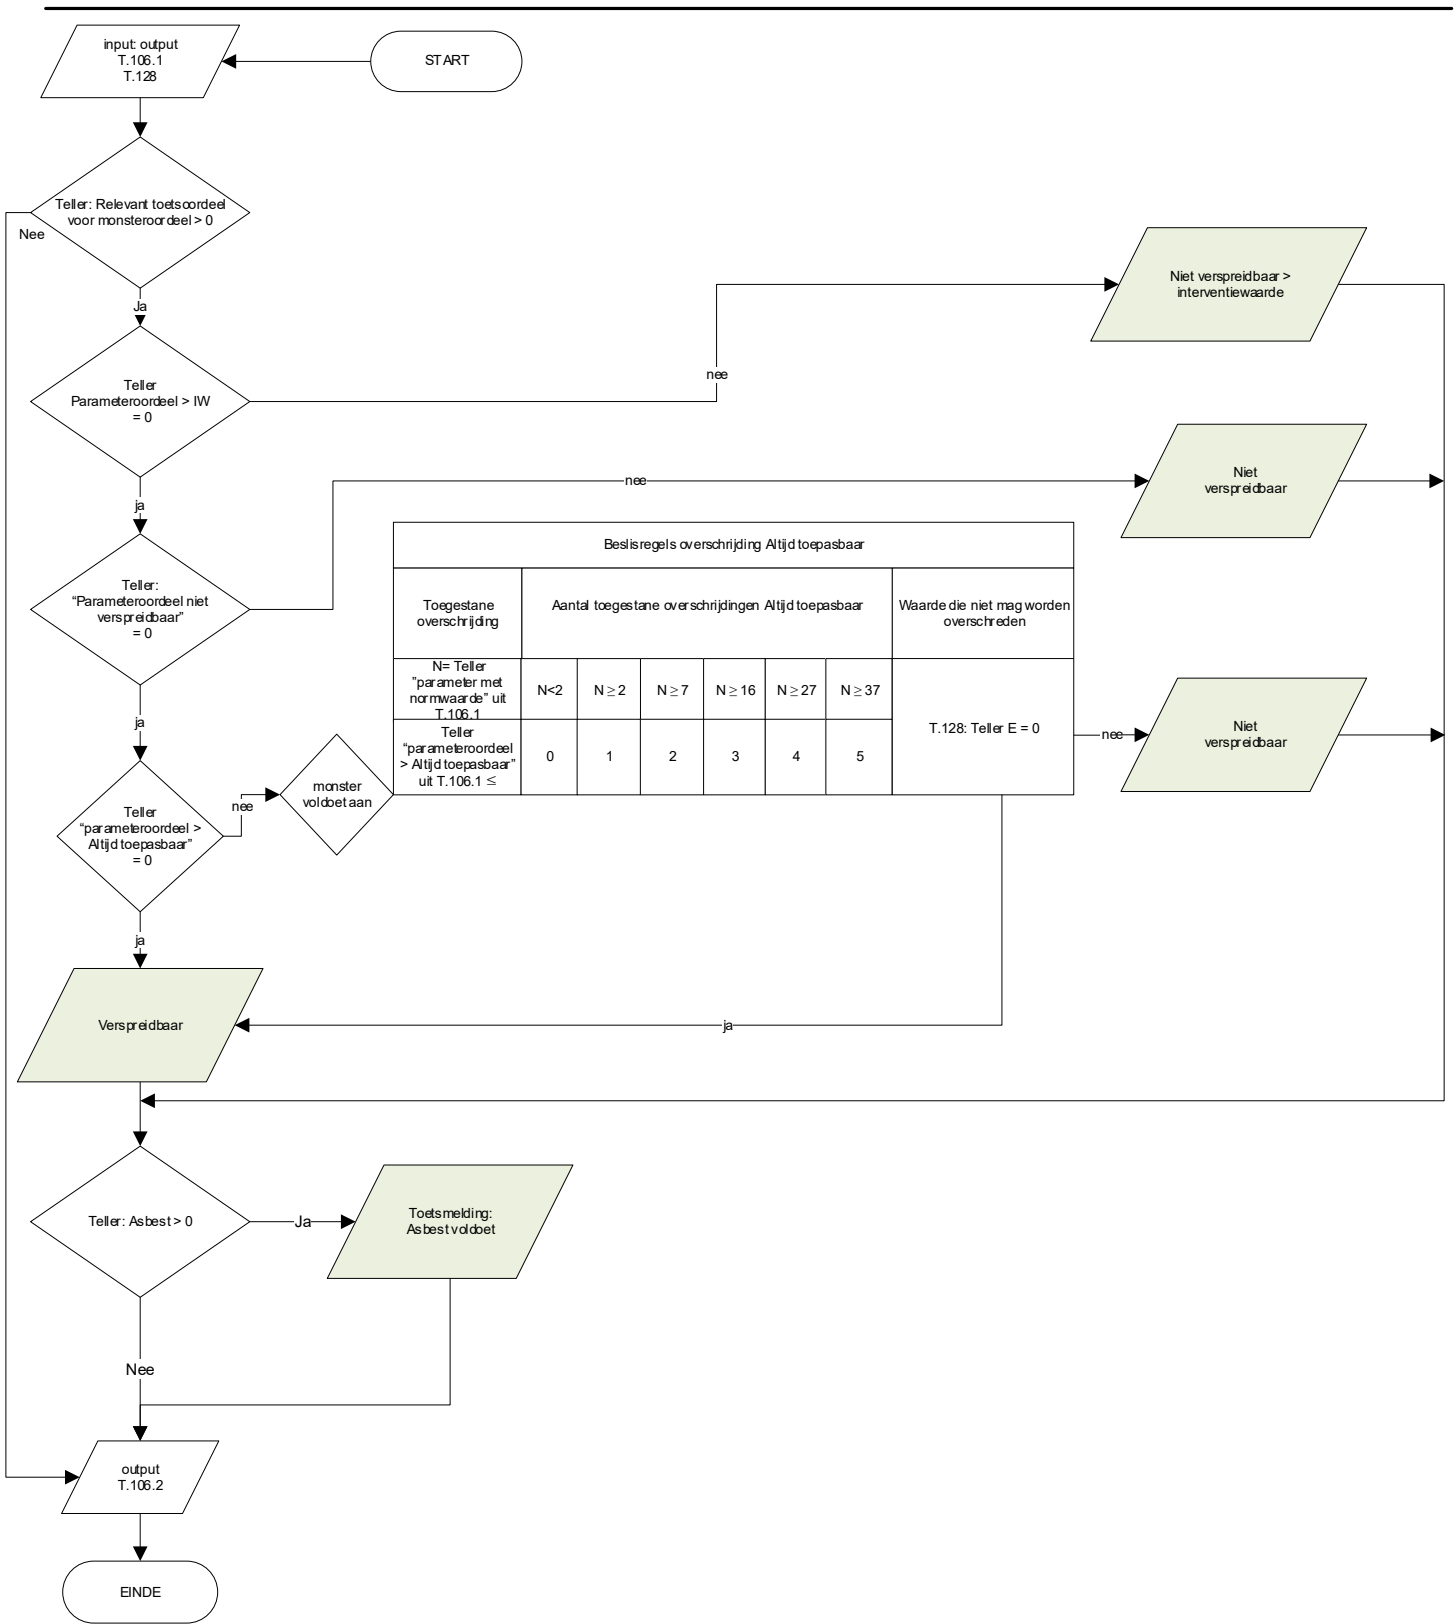 input: output
T.106.1
T.128
START
Teller: Relevant toetsoordeel
voor monsteroordeel > 0
Nee
Ja
Niet verspreidbaar >
interventiewaarde
Teller
Parameteroordeel > IW
= 0
nee
ja
Niet
verspreidbaar
nee
Teller:
“Parameteroordeel niet
verspreidbaar”
= 0
ja
Beslisregels overschrijding Altijd toepasbaar
Toegestane
overschrijding
Aantal toegestane overschrijdingen Altijd toepasbaar
Waarde die niet mag worden
overschreden
N= Teller
”parameter met
normwaarde” uit
T.106.1
N<2
N ≥ 2
N ≥ 7
N ≥ 16
N ≥ 27
N ≥ 37
T.128: Teller E = 0
Teller
“parameteroordeel
> Altijd toepasbaar”
uit T.106.1 ≤
0
1
2
3
4
5
nee
Niet
verspreidbaar
Teller
“parameteroordeel >
Altijd toepasbaar”
= 0
nee
monster
voldoet aan
ja
Verspreidbaar
ja
Teller: Asbest > 0
Ja
Toetsmelding:
Asbest voldoet
Nee
output
T.106.2
EINDE